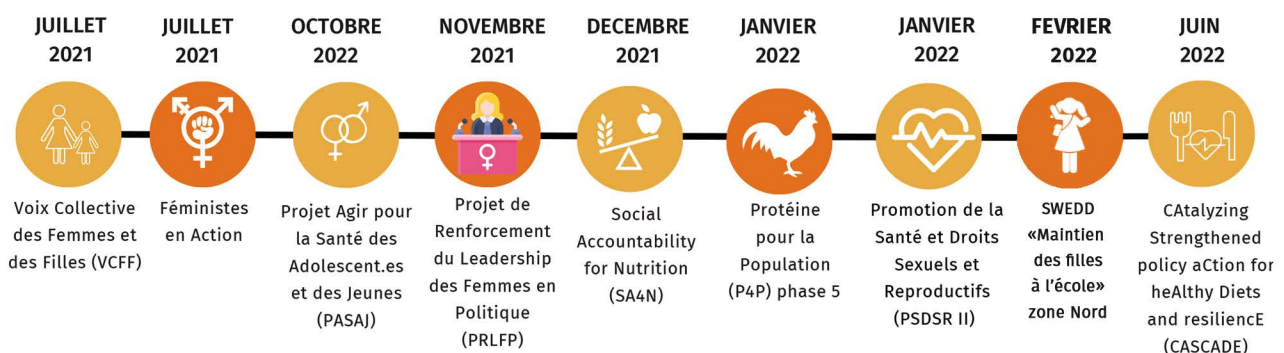 JUILLET
2021
JUILLET
2021
OCTOBRE
2022
NOVEMBRE
2021
DECEMBRE
2021
JANVIER
2022
JANVIER
2022
FEVRIER
2022
JUIN
2022
Voix Collective
des Femmes et
des Filles (VCFF)
Féministes
en Action
Projet Agir pour
la Santé des
Adolescent.es
et des Jeunes
(PASAJ)
Projet de
Renforcement
du Leadership
des Femmes en
Politique
(PRLFP)
Social
Accountability
for Nutrition
(SA4N)
Protéine
pour la
Population
(P4P) phase 5
Promotion de la
Santé et Droits
Sexuels et
Reproductifs
(PSDSR II)
SWEDD
«Maintien
des filles
à l’école»
zone Nord
CAtalyzing
Strengthened
policy aCtion for
heAlthy Diets
and resiliencE
(CASCADE)